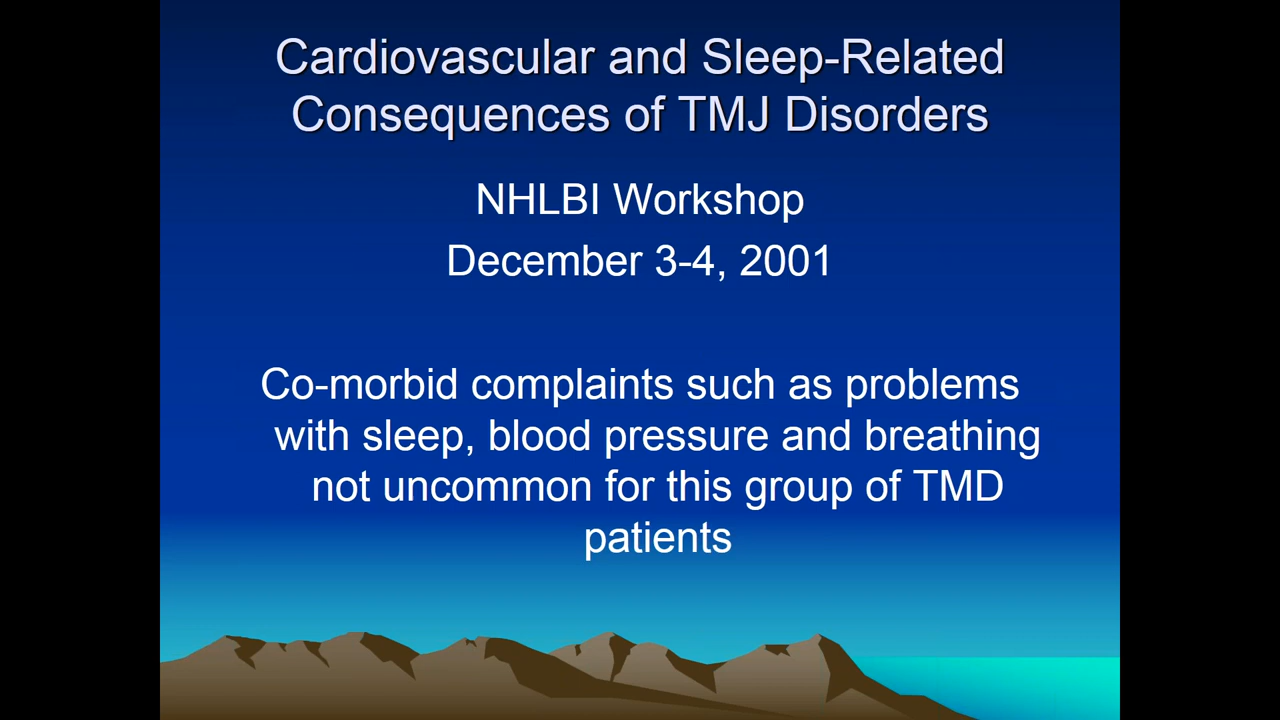 Cardiovascular and Sleep-Related
Consequences of TMJ Disorders
NHLBI Workshop
December 3-4, 2001
Co-morbid complaints such as problems
with sleep, blood pressure and breathing
not uncommon for this group of TMD
patients